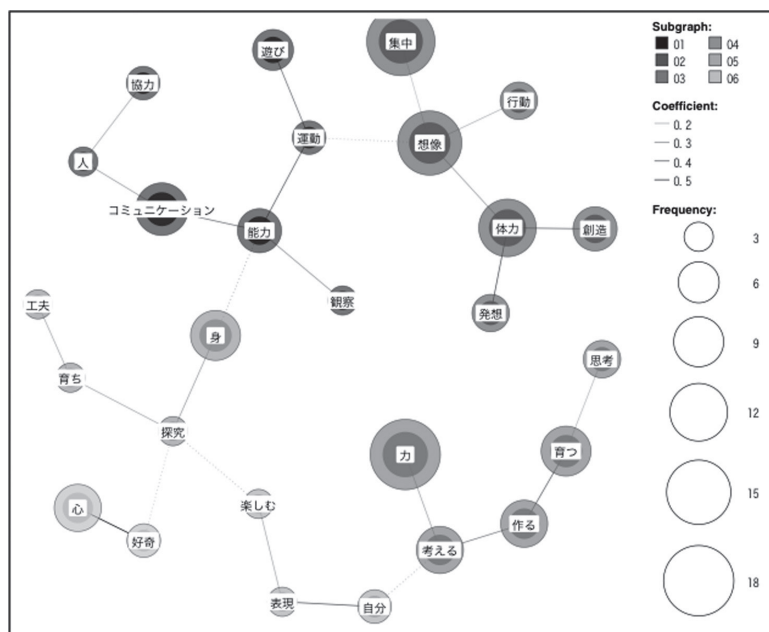 遊び
集中
協力
行動
運動
想像
人
コミュニケーション
能力
体力
創造
観察
発想
工夫
身
思考
育ち
探究
力
育つ
心
楽しむ
作る
好奇
考える
表現
自分
Subgraph:
01 04
02 05
03 06
Coefficient:
0.2
0.3
0.4
0.5
Frequency:
3
6
9
12
15
18